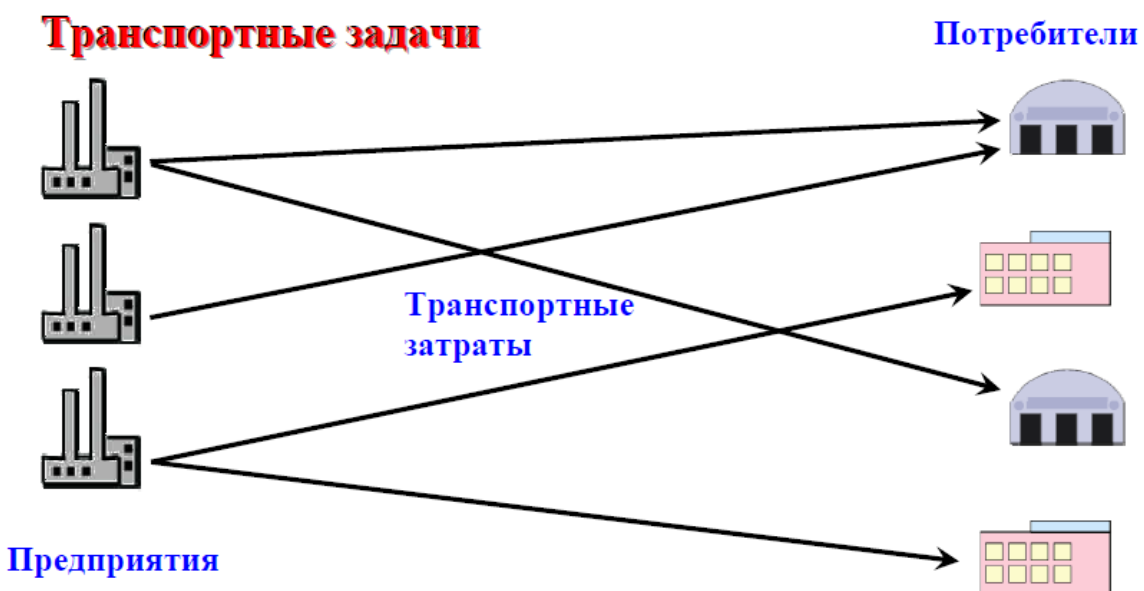 Транспортные задачи
Потребители
Транспортные
затраты
Предприятия